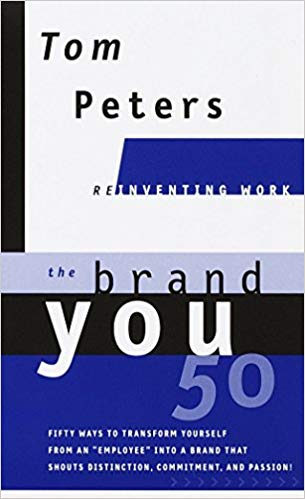 Tom
Peters
REINVENTING WORK
the brand
you
50
FIFTY WAYS TO TRANSFORM YOURSELF
FROM AN "EMPLOYEE" INTO A BRAND THAT
SHOUTS DISTINCTION, COMMITMENT, AND PASSION!